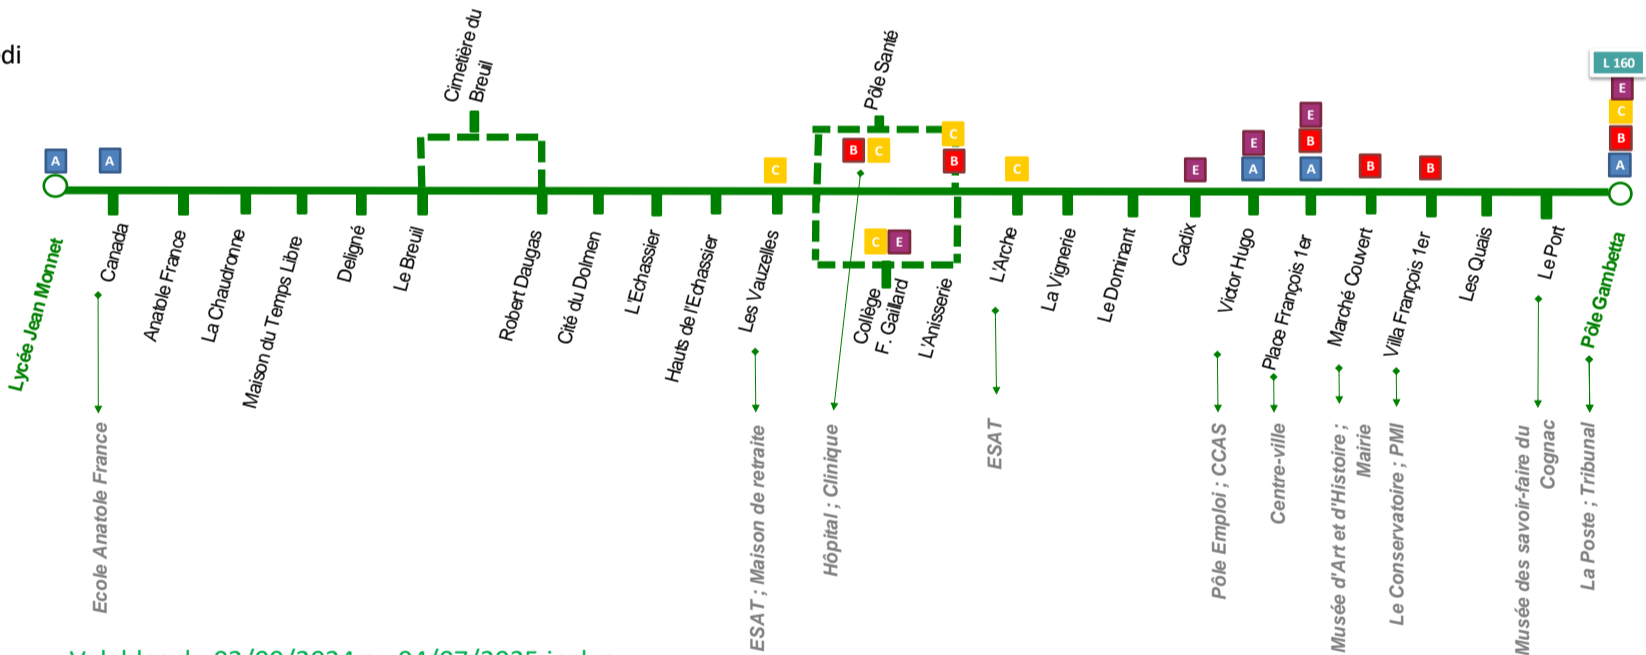 edi
Cimetière du
Breuil
Pôle Santé
L 160
E
C
B
A
A
A
C
B
C
C
B
C
E
E
A
E
B
A
B
B
C
E
Lycée Jean Monnet
Canada
Anatole France
La Chaudronne
Maison du Temps Libre
Deligné
Le Breuil
Robert Daugas
Cité du Dolmen
L'Echassier
Hauts de l'Echassier
Les Vauzelles
Collège
F. Gaillard
L'Anisserie
L'Arche
La Vignerie
Le Dominant
Cadix
Victor Hugo
Place François 1er
Marché Couvert
Villa François 1er
Les Quais
Le Port
Pôle Gambetta
Ecole Anatole France
ESAT ; Maison de retraite
Hôpital ; Clinique
ESAT
Pôle Emploi ; CCAS
Centre-ville
Musée d'Art et d'Histoire ;
Mairie
Le Conservatoire ; PMI
Musée des savoir-faire du
Cognac
La Poste ; Tribunal